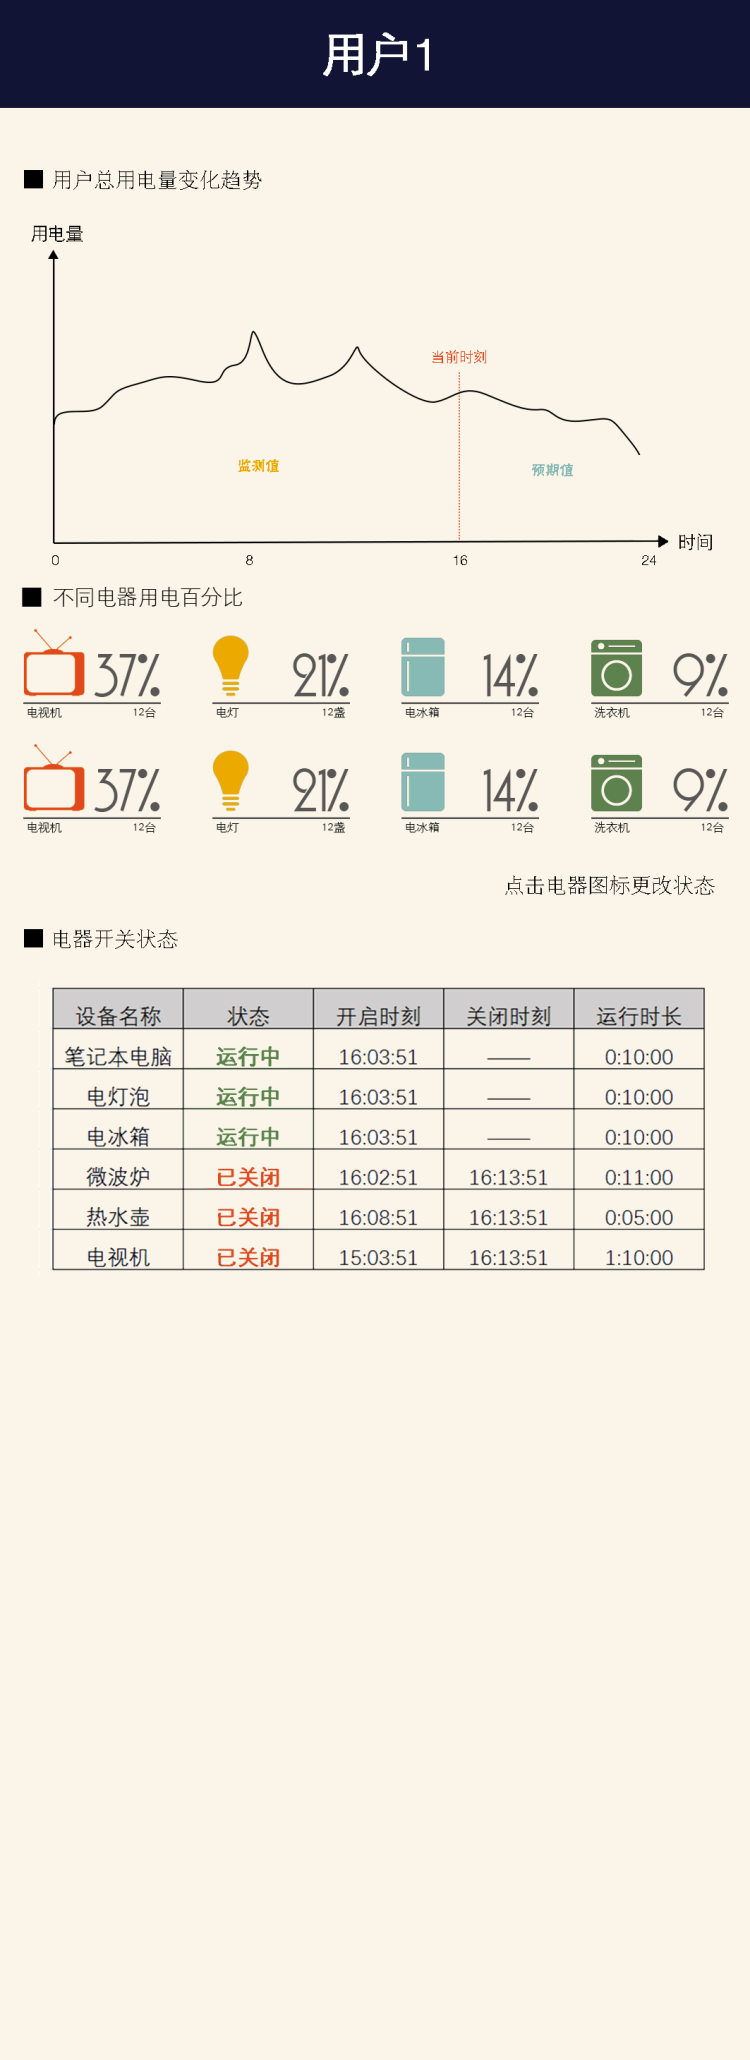 用户1
用户总用电量变化趋势
用电量
当前时刻
监测值
预期值
时间
0 8 16 24
不同电器用电百分比
37% 21% 14% 9%
电视机 12台 电灯 12盏 电冰箱 12台 洗衣机 12台
37% 21% 14% 9%
电视机 12台 电灯 12盏 电冰箱 12台 洗衣机 12台
点击电器图标更改状态
电器开关状态
设备名称 状态 开启时刻 关闭时刻 运行时长
笔记本电脑 运行中 16:03:51 —— 0:10:00
电灯泡 运行中 16:03:51 —— 0:10:00
电冰箱 运行中 16:03:51 —— 0:10:00
微波炉 已关闭 16:02:51 16:13:51 0:11:00
热水壶 已关闭 16:08:51 16:13:51 0:05:00
电视机 已关闭 15:03:51 16:13:51 1:10:00